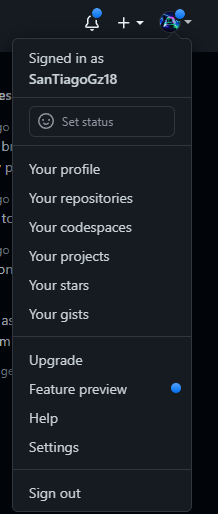 Signed in as
SanTiagoGz18
Set status
Your profile
Your repositories
Your codespaces
Your projects
Your stars
Your gists
Upgrade
Feature preview
Help
Settings
Sign out